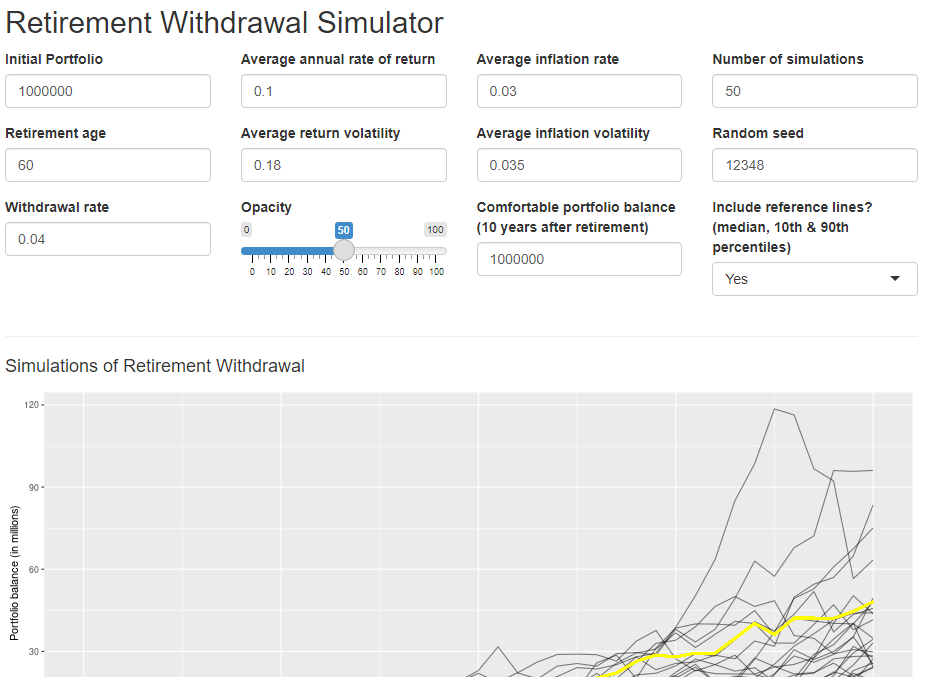 Retirement Withdrawal Simulator
Initial Portfolio
Average annual rate of return
Average inflation rate
Number of simulations
1000000
0.1
0.03
50
Retirement age
Average return volatility
Average inflation volatility
Random seed
60
0.18
0.035
12348
Withdrawal rate
Opacity
Comfortable portfolio balance
(10 years after retirement)
Include reference lines?
(median, 10th & 90th
percentiles)
0.04
0 50 100
0 10 20 30 40 50 60 70 80 90 100
1000000
Yes
Simulations of Retirement Withdrawal
Portfolio balance (in millions)
120
90
60
30